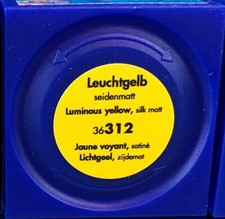 Leuchtgelb
seidenmatt
Luminous yellow, silk matt
36312
Jaune voyant, satiné
Lichtgeel, zijdemat